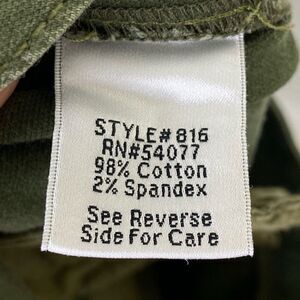 STYLE# 816
RN#54077
98% Cotton
2% Spandex
See Reverse
Side For Care